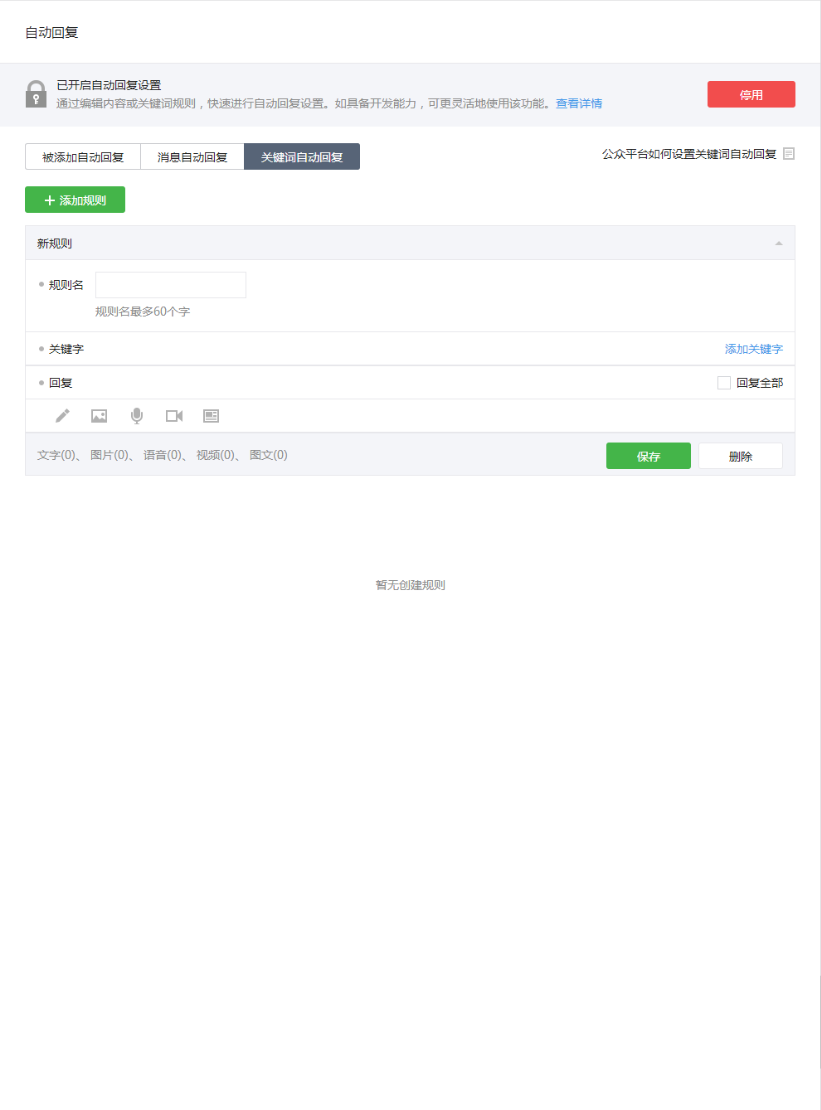 自动回复
已开启自动回复设置
通过编辑内容或关键词规则，快速进行自动回复设置。如具备开发能力，可更灵活地使用该功能。查看详情
停用
被添加自动回复 消息自动回复 关键词自动回复
公众平台如何设置关键词自动回复
添加规则
新规则
规则名
规则名最多60个字
关键字 添加关键字
回复 回复全部
文字(0)、 图片(0)、 语音(0)、 视频(0)、 图文(0)
保存 删除
暂无创建规则